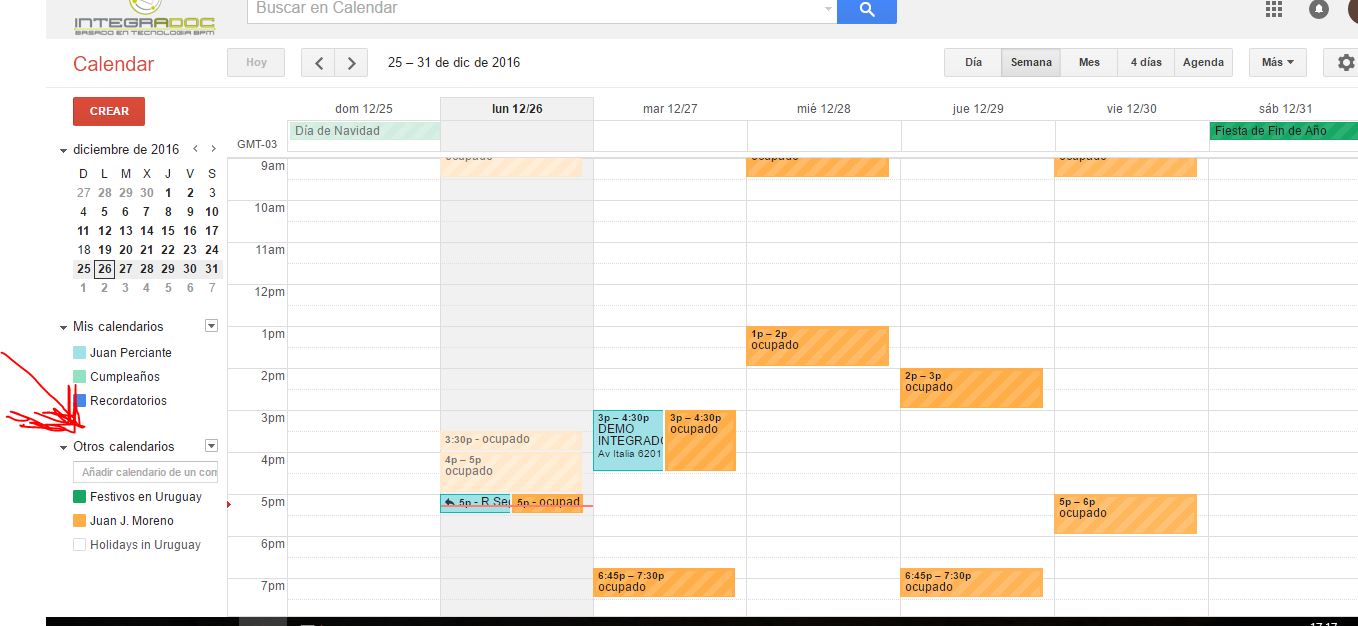 INTEGRADOC
BASADO EN TECNOLOGIA BPM
Buscar en Calendar
Calendar
Hoy
25 – 31 de dic de 2016
Día
Semana
Mes
4 días
Agenda
Más
CREAR
dom 12/25
lun 12/26
mar 12/27
mié 12/28
jue 12/29
vie 12/30
sáb 12/31
GMT-03
Día de Navidad
Fiesta de Fin de Año
diciembre de 2016
D L M X J V S
27 28 29 30 1 2 3
4 5 6 7 8 9 10
11 12 13 14 15 16 17
18 19 20 21 22 23 24
25 26 27 28 29 30 31
1 2 3 4 5 6 7
Mis calendarios
Juan Perciante
Cumpleaños
Recordatorios
Otros calendarios
Añadir calendario de un com
Festivos en Uruguay
Juan J. Moreno
Holidays in Uruguay
9am
ocupado
ocupado
ocupado
10am
11am
12pm
1pm
1p – 2p
ocupado
2pm
2p – 3p
ocupado
3pm
3p – 4:30p
DEMO
INTEGRADO
Av Italia 6201
3p – 4:30p
ocupado
3:30p - ocupado
4pm
4p – 5p
ocupado
5pm
5p - R Seg
5p - ocupad
5p – 6p
ocupado
6pm
6:45p – 7:30p
ocupado
6:45p – 7:30p
ocupado
7pm
17:17